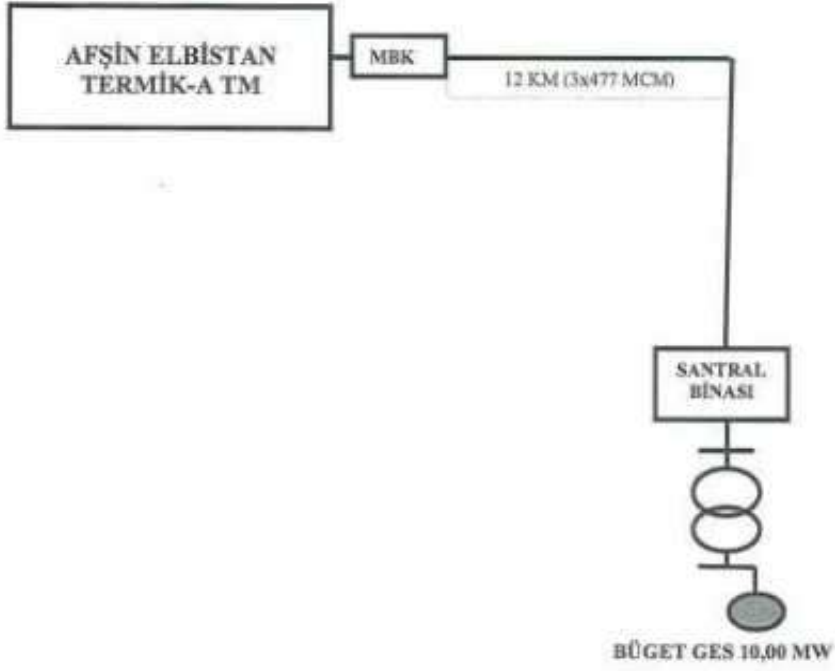 AFŞİN ELBİSTAN
TERMİK-A TM
MBK
12 KM (3x477 MCM)
SANTRAL
BİNASI
BÜGET GES 10,00 MW